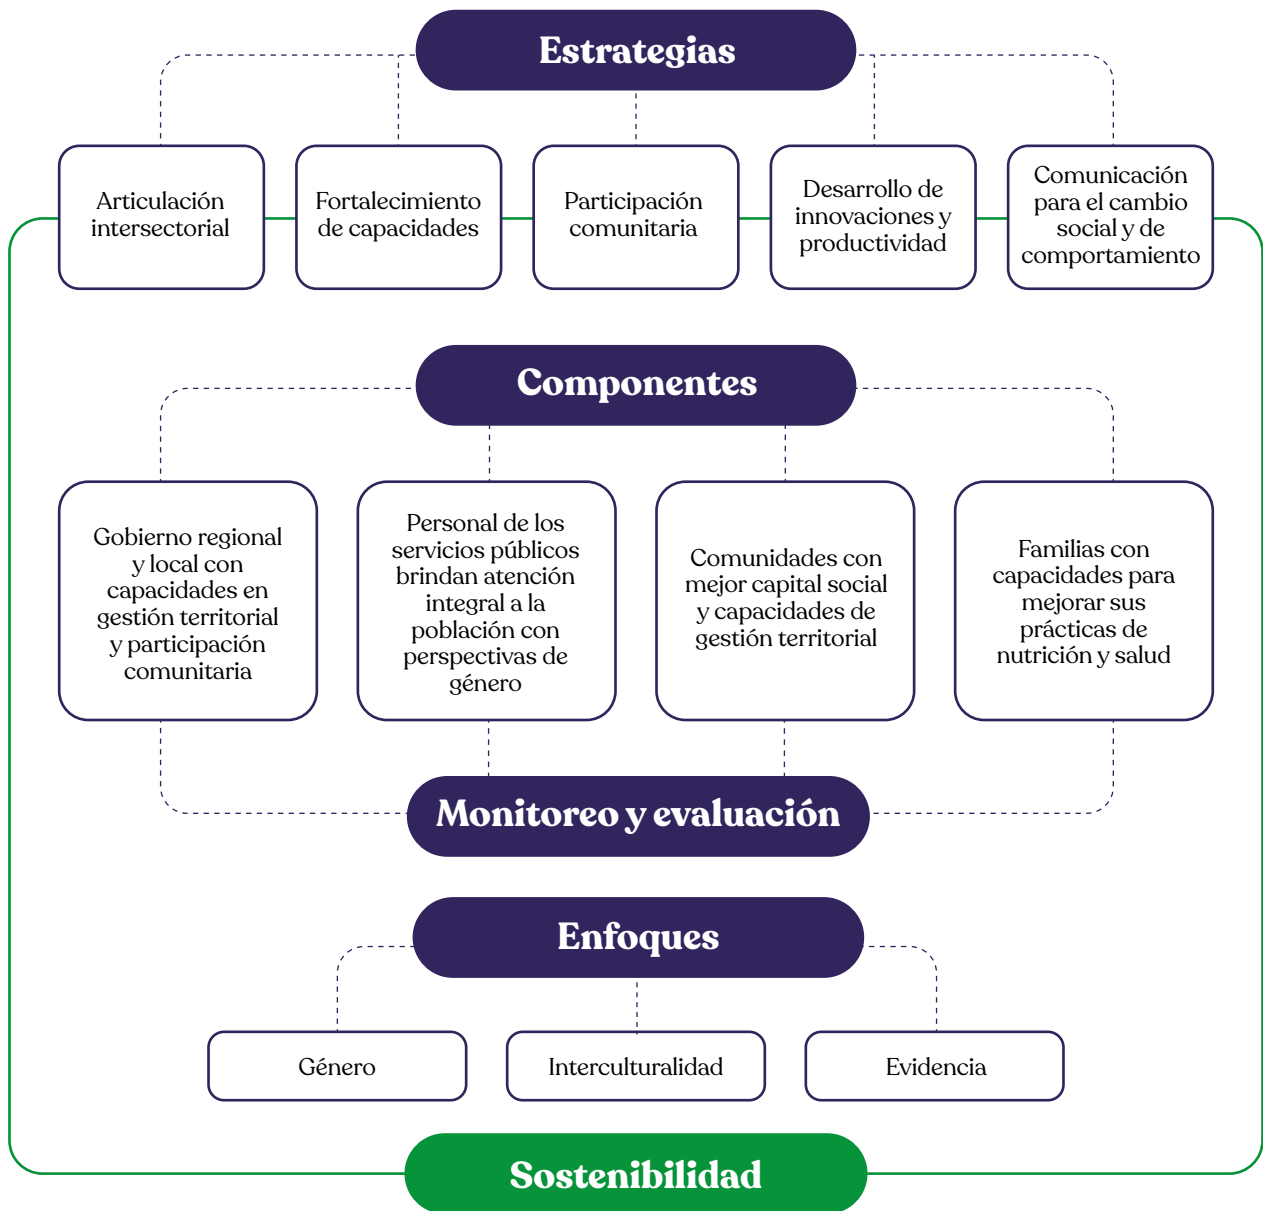 Estrategias
Articulación
intersectorial
Fortalecimiento
de capacidades
Participación
comunitaria
Desarrollo de
innovaciones y
productividad
Comunicación
para el cambio
social y de
comportamiento
Componentes
Gobierno regional
y local con
capacidades en
gestión territorial
y participación
comunitaria
Personal de los
servicios públicos
brindan atención
integral a la
población con
perspectivas de
género
Comunidades con
mejor capital social
y capacidades de
gestión territorial
Familias con
capacidades para
mejorar sus
prácticas de
nutrición y salud
Monitoreo y evaluación
Enfoques
Género
Interculturalidad
Evidencia
Sostenibilidad